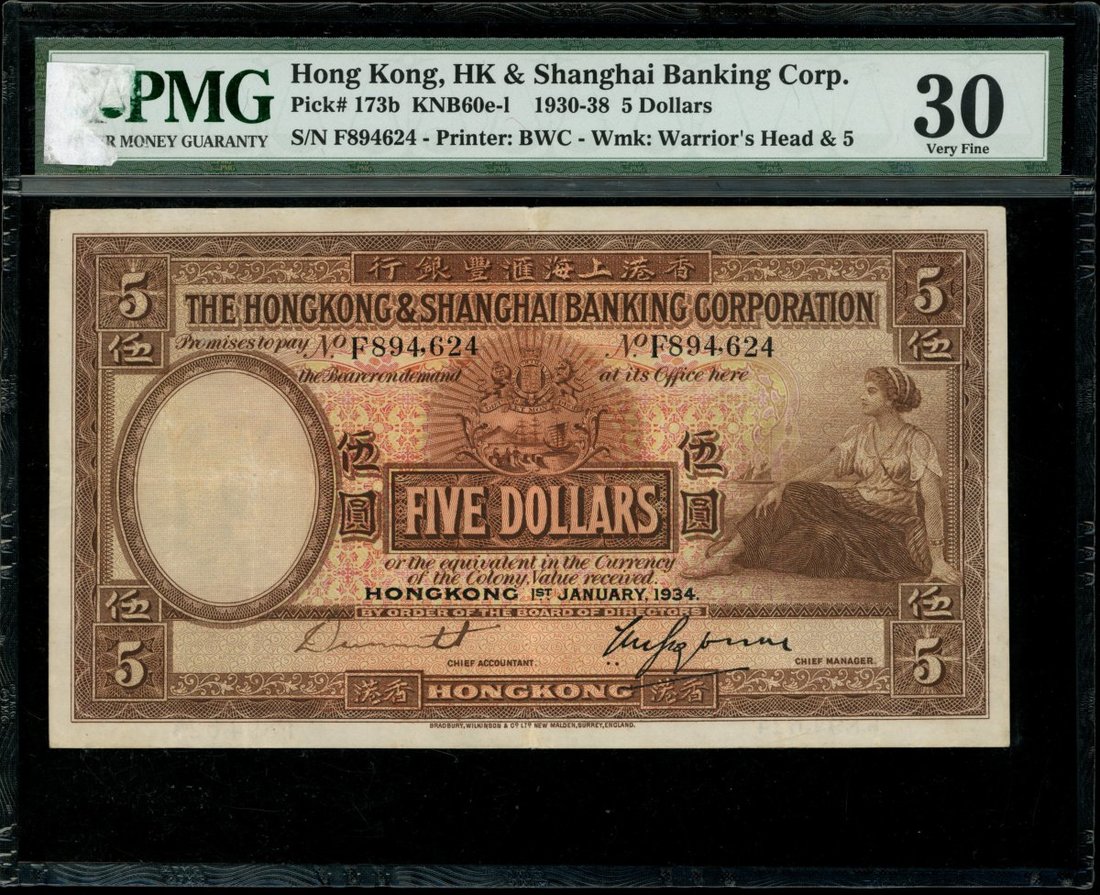 PMG
MONEY GUARANTY
Hong Kong, HK & Shanghai Banking Corp.
Pick# 173b KNB60e-l 1930-38 5 Dollars
S/N F894624 - Printer: BWC - Wmk: Warrior's Head & 5
30
Very Fine
行銀豐滙海上港香
5
伍
5
伍
THE HONGKONG & SHANGHAI BANKING CORPORATION
Promises to pay No F894,624 No F894,624
the Bearer on demand at its Office here
伍圓
伍圓
FIVE DOLLARS
or the equivalent in the Currency
of the Colony, Value received.
HONGKONG 1ST JANUARY, 1934.
BY ORDER OF THE BOARD OF DIRECTORS
伍
5
伍
5
CHIEF ACCOUNTANT.
CHIEF MANAGER.
港香 HONGKONG 港香
BRADBURY, WILKINSON & Co LTD NEW MALDEN, SURREY, ENGLAND.